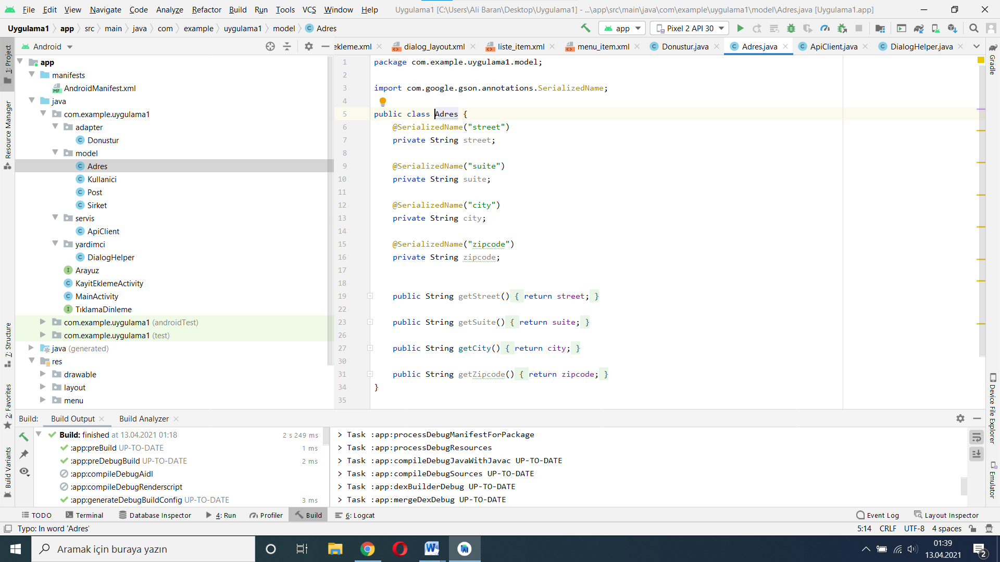 File Edit View Navigate Code Analyze Refactor Build Run Tools VCS Window Help Uygulama1 [C:\Users\Ali Baran\Desktop\Uygulama1] - ...\app\src\main\java\com\example\uygulama1\model\Adres.java [Uygulama1.app]
Uygulama1 app src main java com example uygulama1 model Adres app Pixel 2 API 30
Android ekleme.xml dialog_layout.xml liste_item.xml menu_item.xml Donustur.java Adres.java ApiClient.java DialogHelper.java
1: Project
Resource Manager
7: Structure
2: Favorites
Build Variants
app
manifests
AndroidManifest.xml
java
com.example.uygulama1
adapter
Donustur
model
Adres
Kullanici
Post
Sirket
servis
ApiClient
yardimci
DialogHelper
Arayuz
KayitEklemeActivity
MainActivity
TıklamaDinleme
com.example.uygulama1 (androidTest)
com.example.uygulama1 (test)
java (generated)
res
drawable
layout
menu
1 package com.example.uygulama1.model;
2
3 import com.google.gson.annotations.SerializedName;
4
5 public class Adres {
6 @SerializedName("street")
7 private String street;
8
9 @SerializedName("suite")
10 private String suite;
11
12 @SerializedName("city")
13 private String city;
14
15 @SerializedName("zipcode")
16 private String zipcode;
17
18
19 public String getStreet() { return street; }
22
23 public String getSuite() { return suite; }
26
27 public String getCity() { return city; }
30
31 public String getZipcode() { return zipcode; }
34 }
35
Gradle
Device File Explorer
Emulator
Build: Build Output Build Analyzer
Build: finished at 13.04.2021 01:18 2 s 249 ms
:app:preBuild UP-TO-DATE 1 ms
:app:preDebugBuild UP-TO-DATE 2 ms
:app:compileDebugAidl
:app:compileDebugRenderscript
:app:generateDebugBuildConfig UP-TO-DATE 3 ms
> Task :app:processDebugManifestForPackage
> Task :app:processDebugResources
> Task :app:compileDebugJavaWithJavac UP-TO-DATE
> Task :app:compileDebugSources UP-TO-DATE
> Task :app:dexBuilderDebug UP-TO-DATE
> Task :app:mergeDexDebug UP-TO-DATE
TODO Terminal Database Inspector 4: Run Profiler Build 6: Logcat Event Log Layout Inspector
Typo: In word 'Adres' 5:14 CRLF UTF-8 4 spaces
Aramak için buraya yazın
01:39
13.04.2021
2